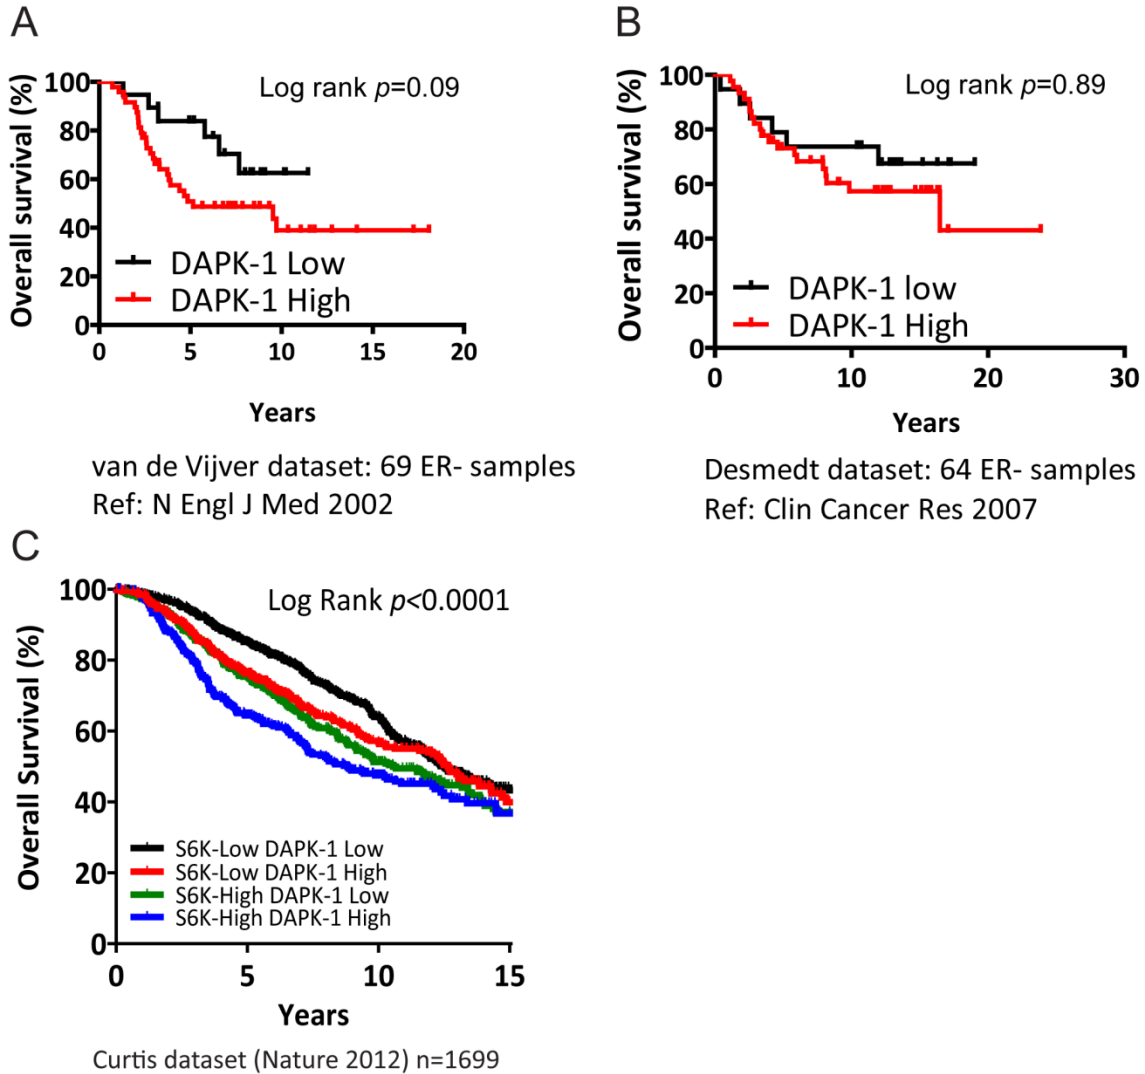 A
Log rank p=0.09
Overall survival (%)
100
80
60
40
20
0
DAPK-1 Low
DAPK-1 High
0 5 10 15 20
Years
van de Vijver dataset: 69 ER- samples
Ref: N Engl J Med 2002
B
Log rank p=0.89
Overall survival (%)
100
80
60
40
20
0
DAPK-1 low
DAPK-1 High
0 10 20 30
Years
Desmedt dataset: 64 ER- samples
Ref: Clin Cancer Res 2007
C
Log Rank p<0.0001
Overall Survival (%)
100
80
60
40
20
0
S6K-Low DAPK-1 Low
S6K-Low DAPK-1 High
S6K-High DAPK-1 Low
S6K-High DAPK-1 High
0 5 10 15
Years
Curtis dataset (Nature 2012) n=1699